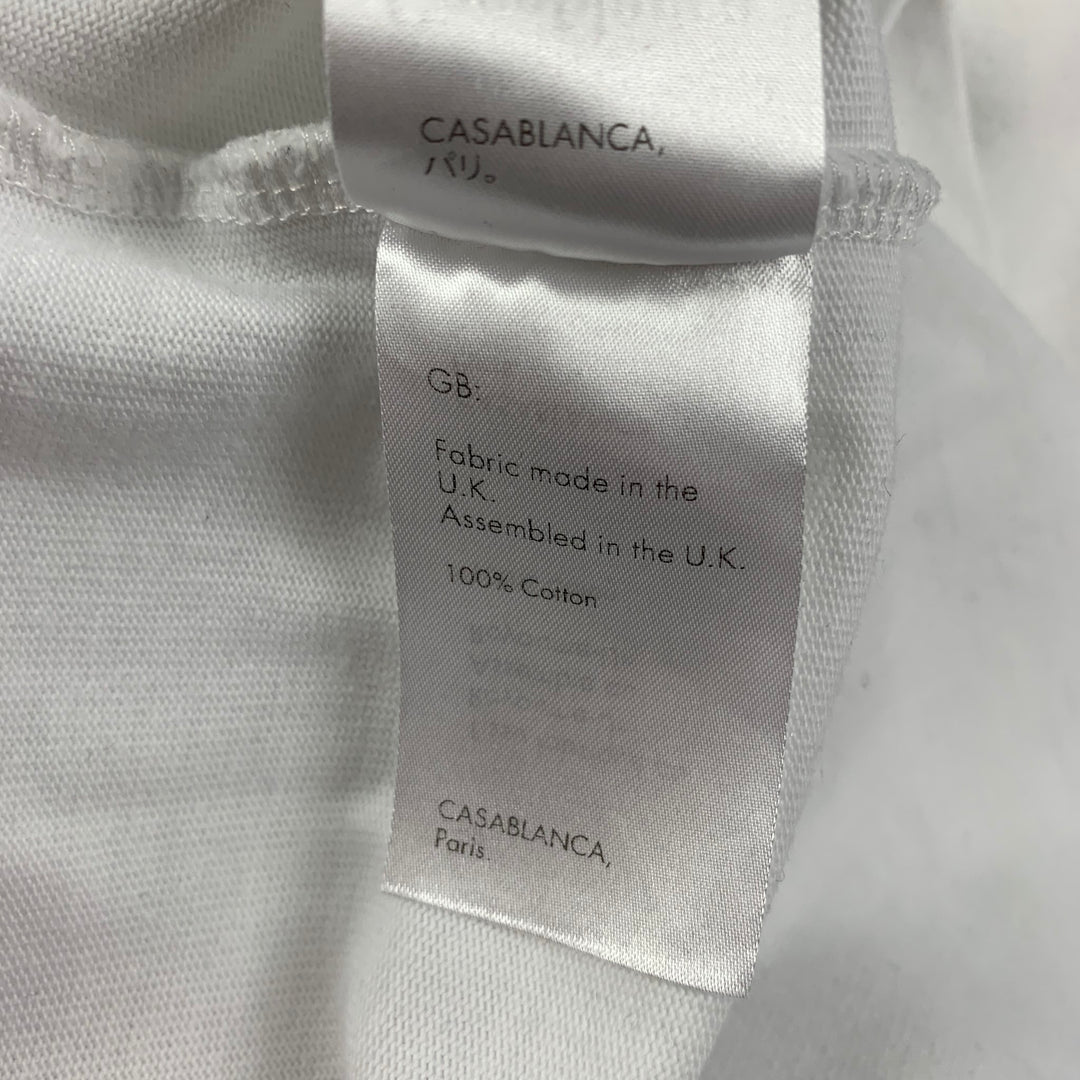 CASABLANCA,
パリ。
GB:
Fabric made in the
U.K.
Assembled in the U.K.
100% Cotton
CASABLANCA,
Paris.